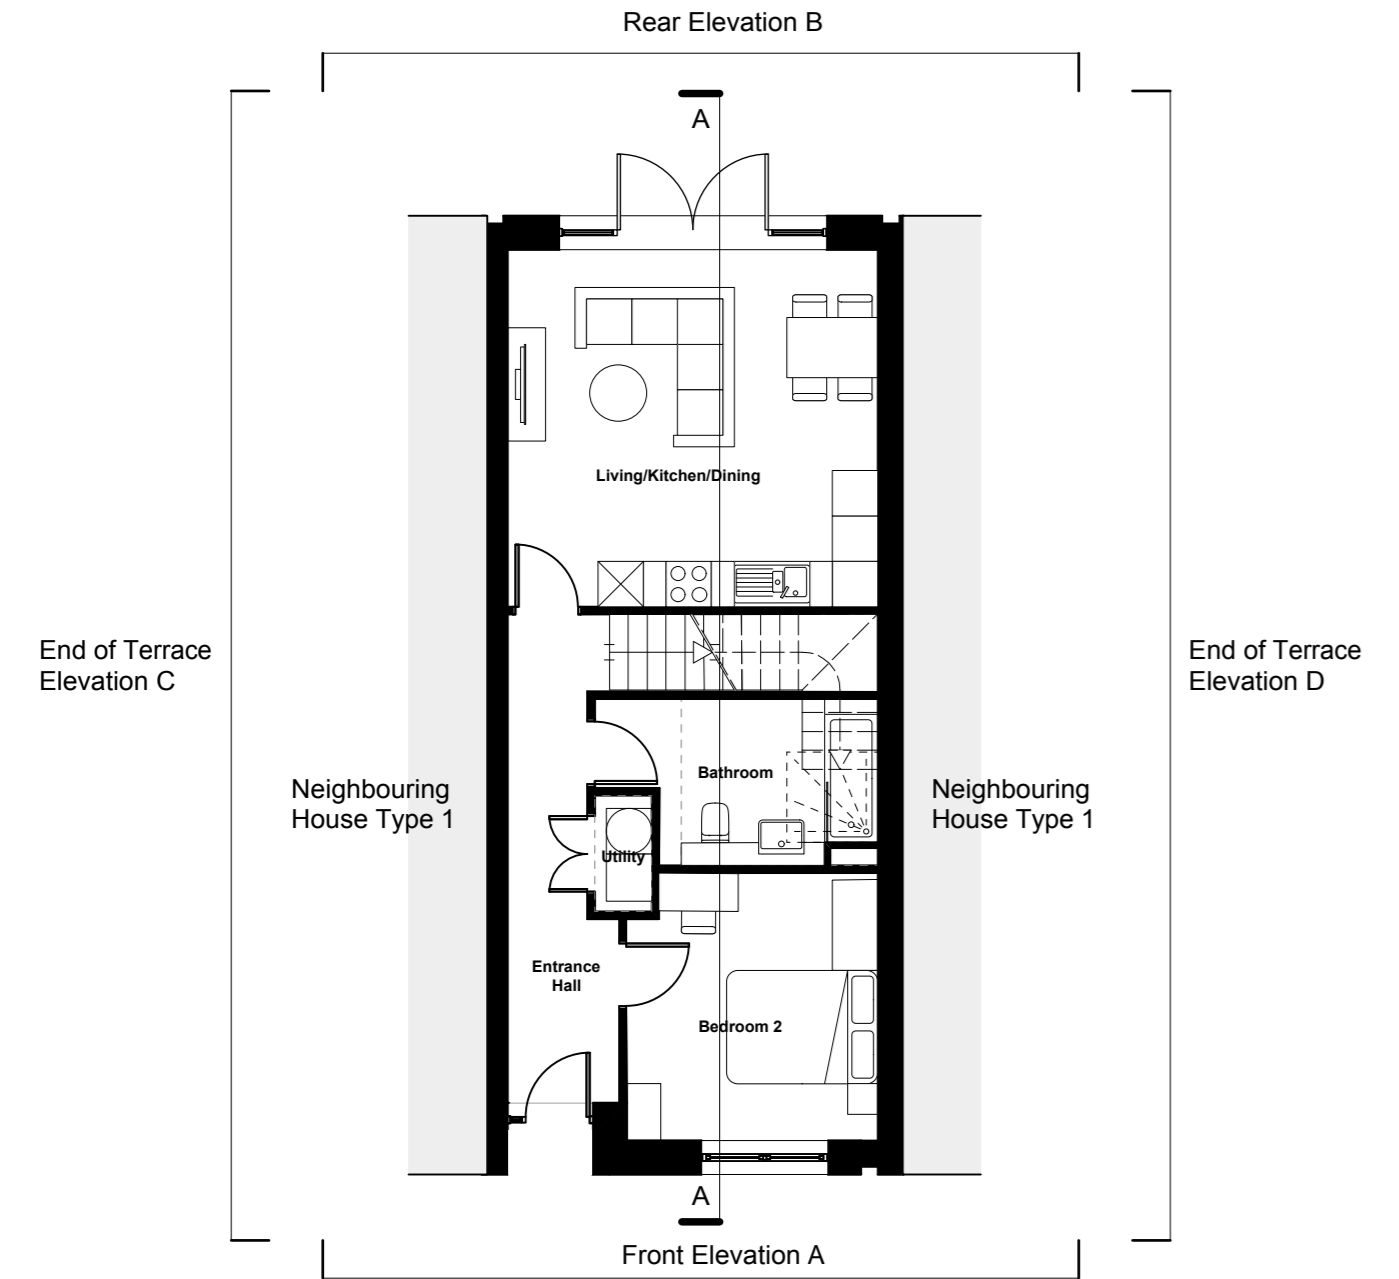 Rear Elevation B
A
Living/Kitchen/Dining
End of Terrace
Elevation C
End of Terrace
Elevation D
Neighbouring
House Type 1
Bathroom
Neighbouring
House Type 1
Utility
Entrance
Hall
Bedroom 2
A
Front Elevation A